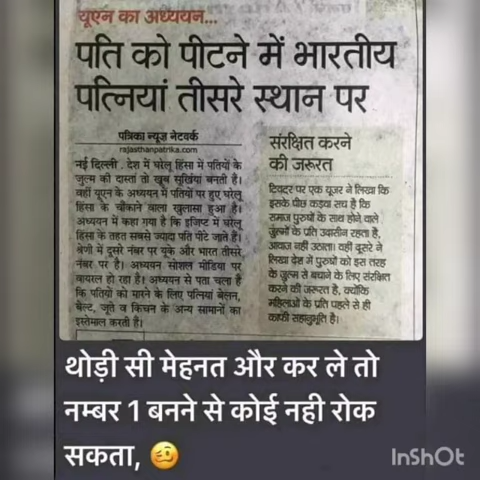 यूएन का अध्ययन...
पति को पीटने में भारतीय
पत्नियां तीसरे स्थान पर
पत्रिका न्यूज नेटवर्क
rajasthanpatrika.com
नई दिल्ली. देश में घरेलू हिंसा में पतियों के
जुल्म की दास्तां तो खूब सुर्खियां बनती है।
वहीं यूएन के अध्ययन में पतियों पर हुए घरेलू
हिंसा के चौंकाने वाला खुलासा हुआ है।
अध्ययन में कहा गया है कि इजिप्ट में घरेलू
हिंसा के तहत सबसे ज्यादा पति पीटे जाते हैं।
श्रेणी में दूसरे नंबर पर यूके और भारत तीसरे
नंबर पर है। अध्ययन सोशल मीडिया पर
वायरल हो रहा है। अध्ययन से पता चला है
कि पतियों को मारने के लिए पत्नियां बेलन,
बेल्ट, जूते व किचन के अन्य सामानों का
इस्तेमाल करती हैं।
संरक्षित करने
की जरूरत
टिवटर पर एक यूजर ने लिखा कि
इसके पीछे कड़वा सच है कि
समाज पुरुषों के साथ होने वाले
जुल्मों के प्रति उदासीन रहता है,
आवाज नहीं उठाता। वहीं दूसरे ने
लिखा देश में पुरुषों को इस तरह
के जुल्म से बचाने के लिए संरक्षित
करने की जरूरत है, क्योंकि
महिलाओं के प्रति पहले से ही
काफी सहानुभूति है।
थोड़ी सी मेहनत और कर ले तो
नम्बर 1 बनने से कोई नही रोक
सकता, 🥴
InShOt